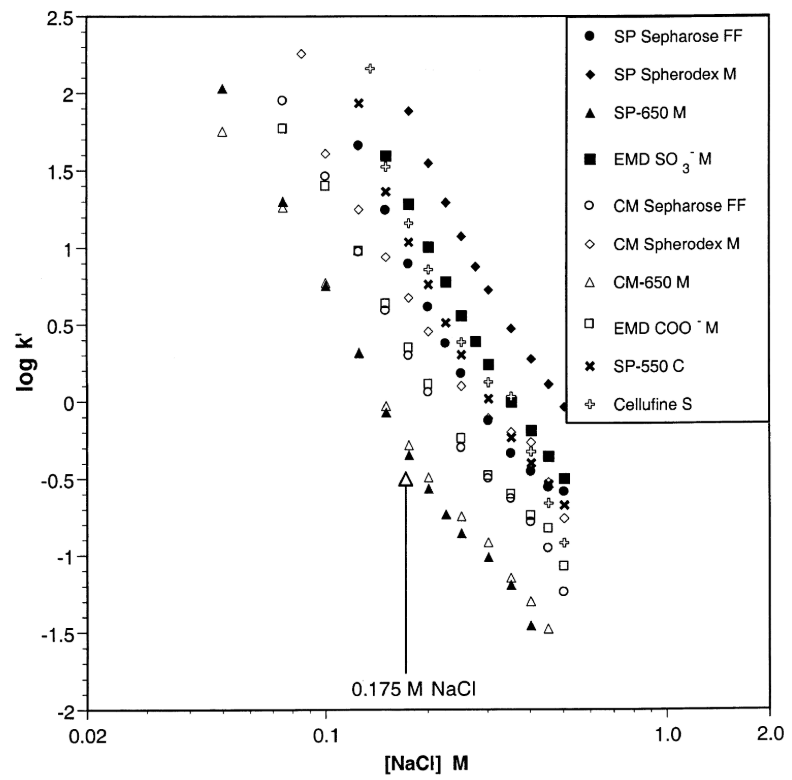 2.5
2
1.5
1
0.5
0
-0.5
-1
-1.5
-2
log k'
0.02
0.1
1.0
2.0
[NaCl] M
0.175 M NaCl
SP Sepharose FF
SP Spherodex M
SP-650 M
EMD SO3- M
CM Sepharose FF
CM Spherodex M
CM-650 M
EMD COO- M
SP-550 C
Cellufine S